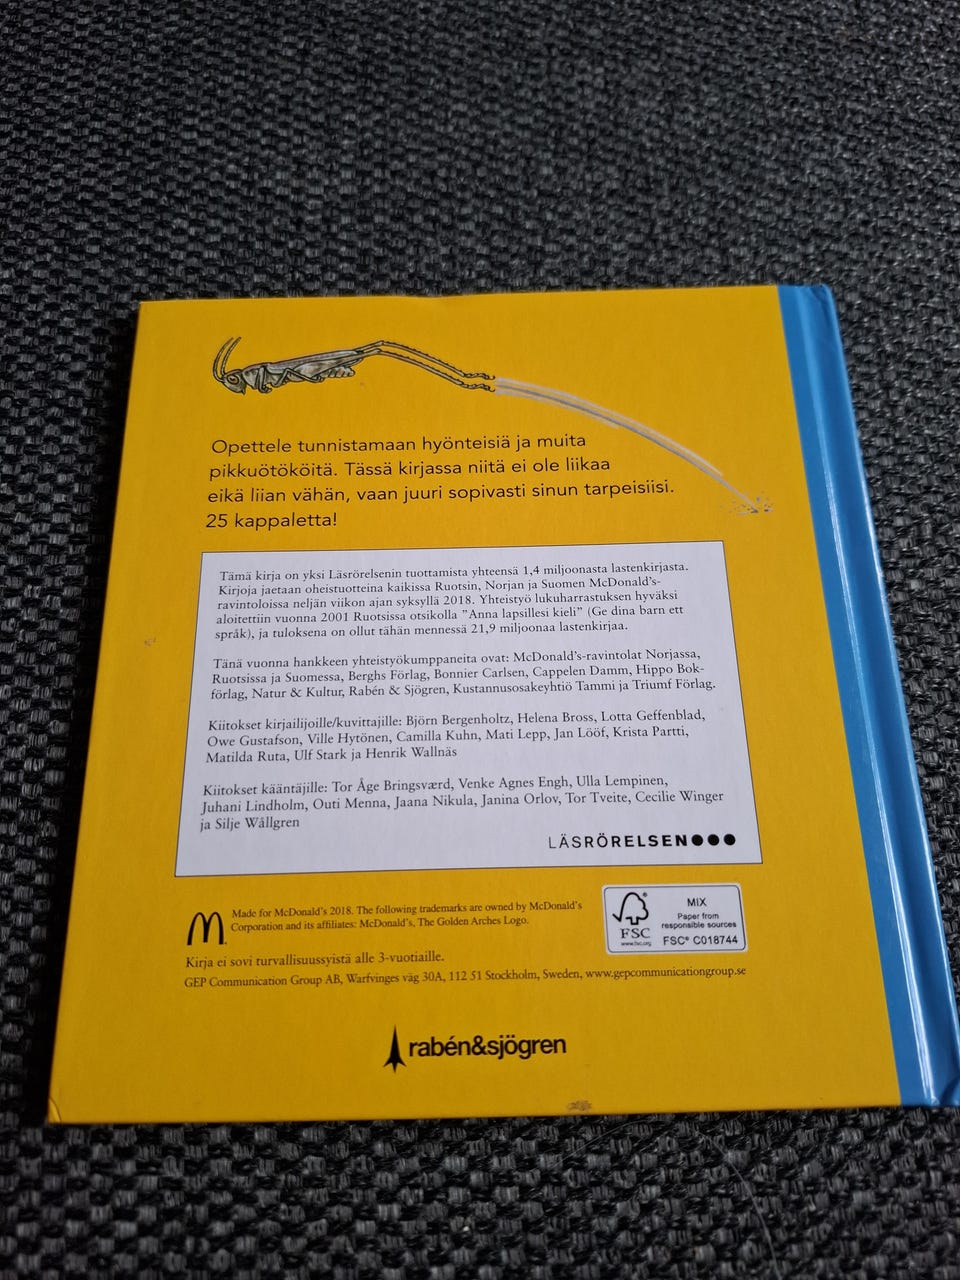 Opettele tunnistamaan hyönteisiä ja muita
pikkuötököitä. Tässä kirjassa niitä ei ole liikaa
eikä liian vähän, vaan juuri sopivasti sinun tarpeisiisi.
25 kappaletta!
Tämä kirja on yksi Läsrörelsenin tuottamista yhteensä 1,4 miljoonasta lastenkirjasta.
Kirjoja jaetaan oheistuotteina kaikissa Ruotsin, Norjan ja Suomen McDonald's-
ravintoloissa neljän viikon ajan syksyllä 2018. Yhteistyö lukuharrastuksen hyväksi
aloitettiin vuonna 2001 Ruotsissa otsikolla "Anna lapsillesi kieli" (Ge dina barn ett
språk), ja tuloksena on ollut tähän mennessä 21,9 miljoonaa lastenkirjaa.
Tänä vuonna hankkeen yhteistyökumppaneita ovat: McDonald's-ravintolat Norjassa,
Ruotsissa ja Suomessa, Berghs Förlag, Bonnier Carlsen, Cappelen Damm, Hippo Bok-
förlag, Natur & Kultur, Rabén & Sjögren, Kustannusosakeyhtiö Tammi ja Triumf Förlag.
Kiitokset kirjailijoille/kuvittajille: Björn Bergenholtz, Helena Bross, Lotta Geffenblad,
Owe Gustafson, Ville Hytönen, Camilla Kuhn, Mati Lepp, Jan Lööf, Krista Partti,
Matilda Ruta, Ulf Stark ja Henrik Wallnäs
Kiitokset kääntäjille: Tor Åge Bringsværd, Venke Agnes Engh, Ulla Lempinen,
Juhani Lindholm, Outi Menna, Jaana Nikula, Janina Orlov, Tor Tveite, Cecilie Winger
ja Silje Wållgren
LÄSRÖRELSEN
Made for McDonald's 2018. The following trademarks are owned by McDonald's
Corporation and its affiliates: McDonald's, The Golden Arches Logo.
FSC®
www.fsc.org
MIX
Paper from
responsible sources
FSC® C018744
Kirja ei sovi turvallisuussyistä alle 3-vuotiaille.
GEP Communication Group AB, Warfvinges väg 30A, 112 51 Stockholm, Sweden, www.gepcommunicationgroup.se
rabén&sjögren